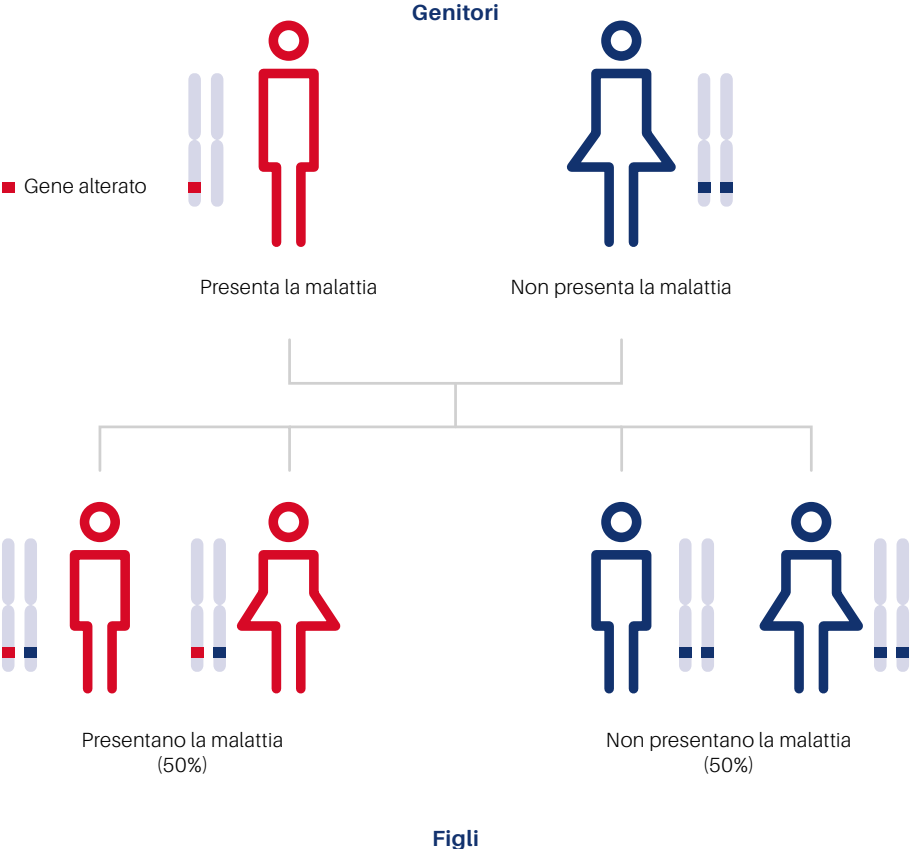 Genitori
Gene alterato
Presenta la malattia
Non presenta la malattia
Presentano la malattia
(50%)
Non presentano la malattia
(50%)
Figli